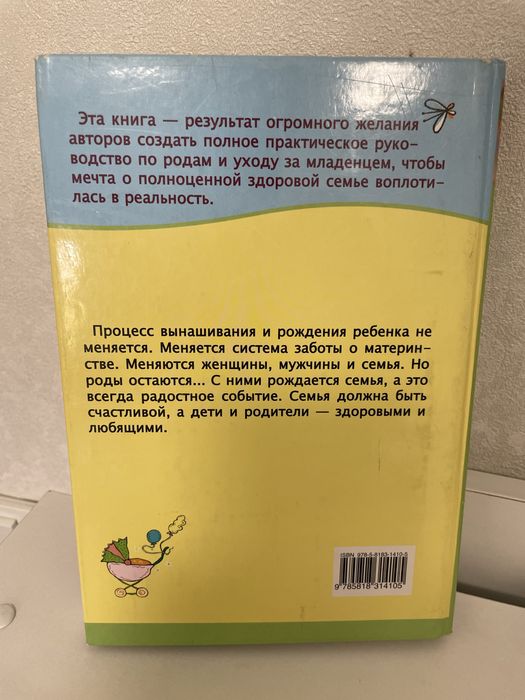 Эта книга — результат огромного желания
авторов создать полное практическое руко-
водство по родам и уходу за младенцем, чтобы
мечта о полноценной здоровой семье воплоти-
лась в реальность.
Процесс вынашивания и рождения ребенка не
меняется. Меняется система заботы о материн-
стве. Меняются женщины, мужчины и семья. Но
роды остаются... С ними рождается семья, а это
всегда радостное событие. Семья должна быть
счастливой, а дети и родители — здоровыми и
любящими.
ISBN 978-5-8183-1410-5
9 785818 314105